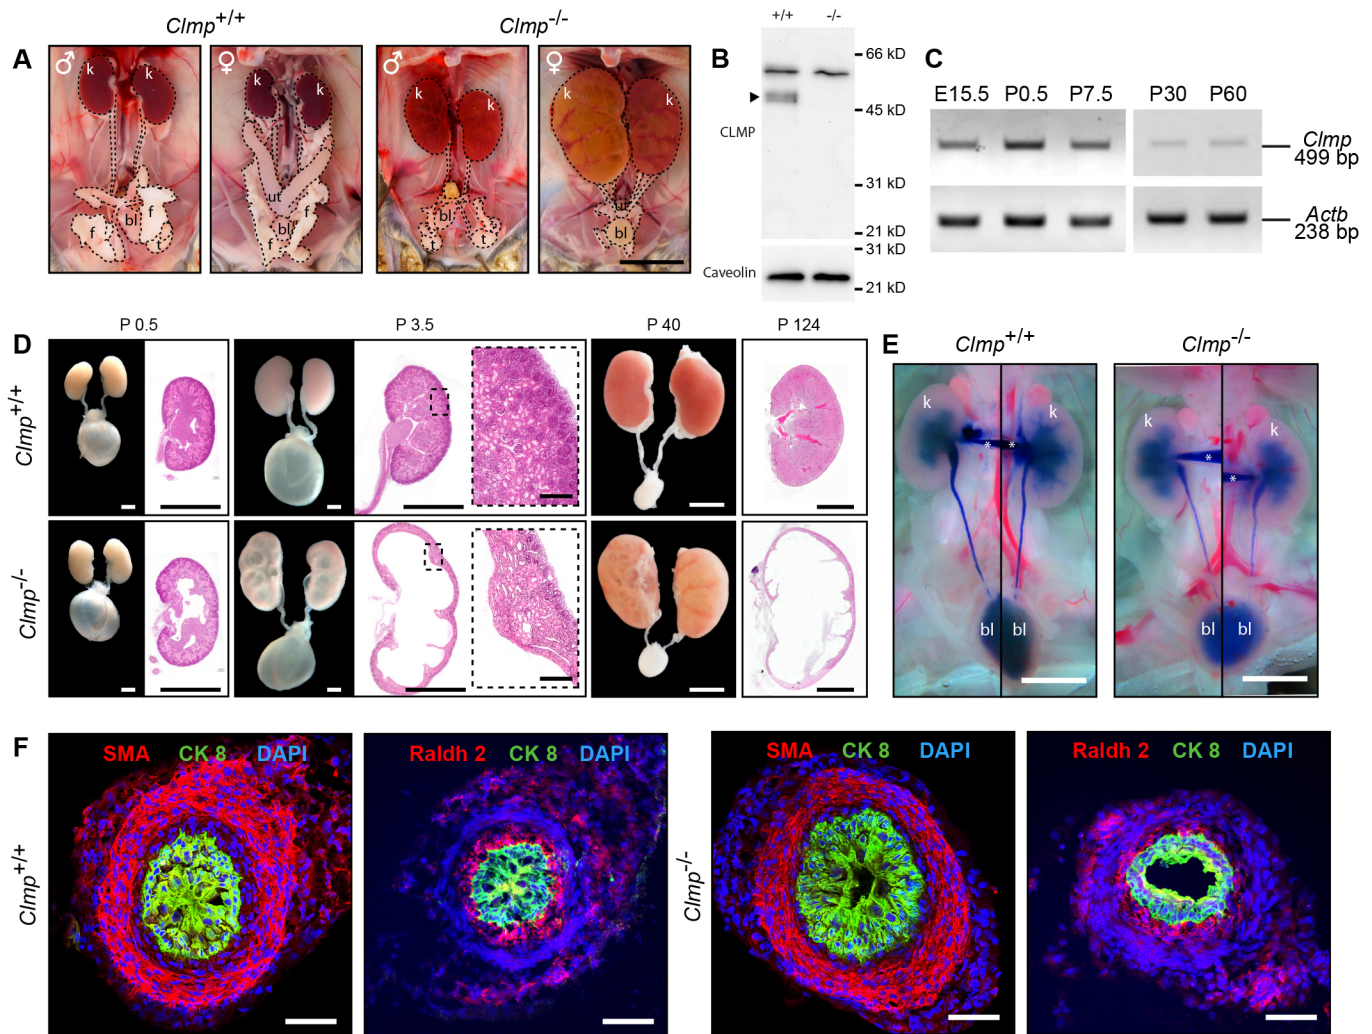 Clmp+/+
Clmp-/-
A
♂
k
k
bl
f
f
t
♀
k
k
ut
f
bl
f
♂
k
k
bl
t
t
♀
k
k
ut
bl
B
+/+ -/-
66 kD
45 kD
CLMP
31 kD
21 kD
31 kD
Caveolin
21 kD
C
E15.5 P0.5 P7.5 P30 P60
Clmp
499 bp
Actb
238 bp
D
P 0.5 P 3.5 P 40 P 124
Clmp+/+
Clmp-/-
E
Clmp+/+ Clmp-/-
k k
* *
bl bl
k k
*
*
bl bl
F
Clmp+/+
SMA CK 8 DAPI
Raldh 2 CK 8 DAPI
Clmp-/-
SMA CK 8 DAPI
Raldh 2 CK 8 DAPI